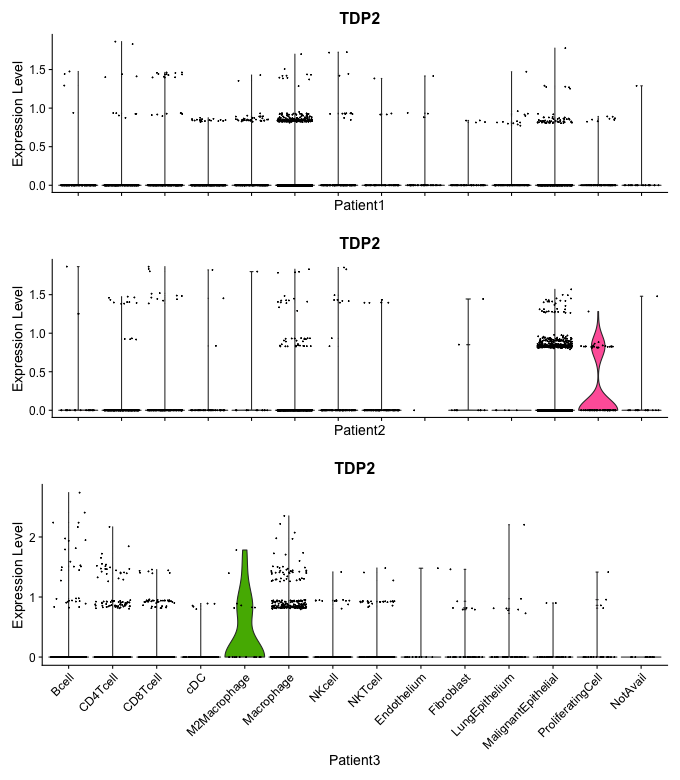 TDP2
Expression Level
1.5
1.0
0.5
0.0
Patient1
TDP2
Expression Level
1.5
1.0
0.5
0.0
Patient2
TDP2
Expression Level
2
1
0
Bcell
CD4Tcell
CD8Tcell
cDC
M2Macrophage
Macrophage
NKcell
NKTcell
Endothelium
Fibroblast
LungEpithelium
MalignantEpithelial
ProliferatingCell
NotAvail
Patient3